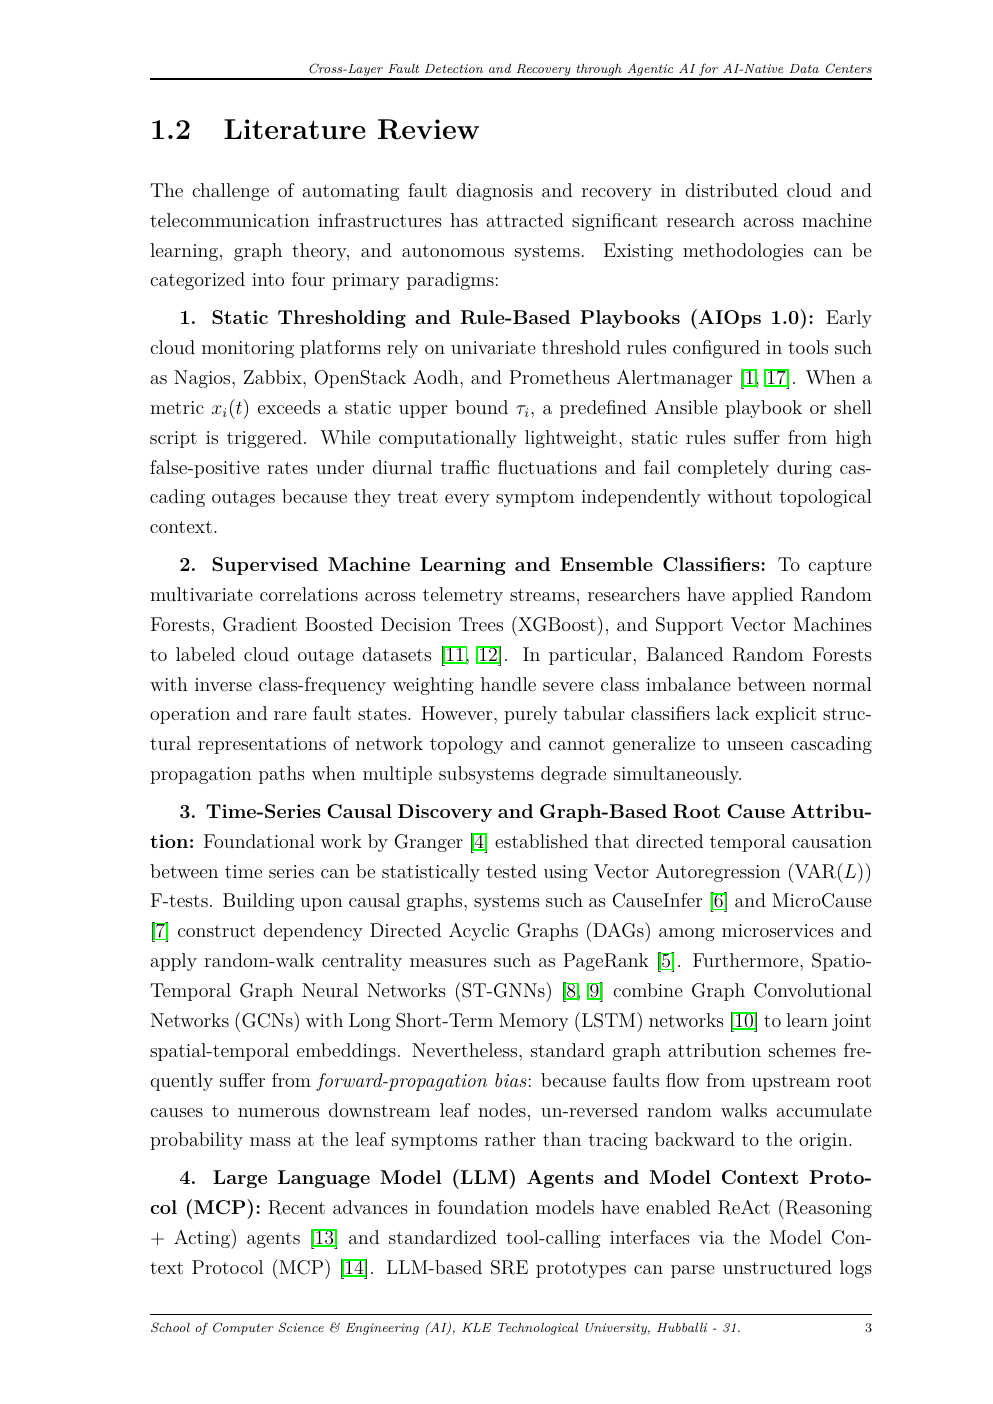 Cross-Layer Fault Detection and Recovery through Agentic AI for AI-Native Data Centers
1.2 Literature Review
The challenge of automating fault diagnosis and recovery in distributed cloud and
telecommunication infrastructures has attracted significant research across machine
learning, graph theory, and autonomous systems. Existing methodologies can be
categorized into four primary paradigms:
1. Static Thresholding and Rule-Based Playbooks (AIOps 1.0): Early
cloud monitoring platforms rely on univariate threshold rules configured in tools such
as Nagios, Zabbix, OpenStack Aodh, and Prometheus Alertmanager [1, 17]. When a
metric xᵢ(t) exceeds a static upper bound τᵢ, a predefined Ansible playbook or shell
script is triggered. While computationally lightweight, static rules suffer from high
false-positive rates under diurnal traffic fluctuations and fail completely during cas-
cading outages because they treat every symptom independently without topological
context.
2. Supervised Machine Learning and Ensemble Classifiers: To capture
multivariate correlations across telemetry streams, researchers have applied Random
Forests, Gradient Boosted Decision Trees (XGBoost), and Support Vector Machines
to labeled cloud outage datasets [11, 12]. In particular, Balanced Random Forests
with inverse class-frequency weighting handle severe class imbalance between normal
operation and rare fault states. However, purely tabular classifiers lack explicit struc-
tural representations of network topology and cannot generalize to unseen cascading
propagation paths when multiple subsystems degrade simultaneously.
3. Time-Series Causal Discovery and Graph-Based Root Cause Attribu-
tion: Foundational work by Granger [4] established that directed temporal causation
between time series can be statistically tested using Vector Autoregression (VAR(L))
F-tests. Building upon causal graphs, systems such as CauseInfer [6] and MicroCause
[7] construct dependency Directed Acyclic Graphs (DAGs) among microservices and
apply random-walk centrality measures such as PageRank [5]. Furthermore, Spatio-
Temporal Graph Neural Networks (ST-GNNs) [8, 9] combine Graph Convolutional
Networks (GCNs) with Long Short-Term Memory (LSTM) networks [10] to learn joint
spatial-temporal embeddings. Nevertheless, standard graph attribution schemes fre-
quently suffer from forward-propagation bias: because faults flow from upstream root
causes to numerous downstream leaf nodes, un-reversed random walks accumulate
probability mass at the leaf symptoms rather than tracing backward to the origin.
4. Large Language Model (LLM) Agents and Model Context Proto-
col (MCP): Recent advances in foundation models have enabled ReAct (Reasoning
+ Acting) agents [13] and standardized tool-calling interfaces via the Model Con-
text Protocol (MCP) [14]. LLM-based SRE prototypes can parse unstructured logs
School of Computer Science & Engineering (AI), KLE Technological University, Hubballi - 31. 3